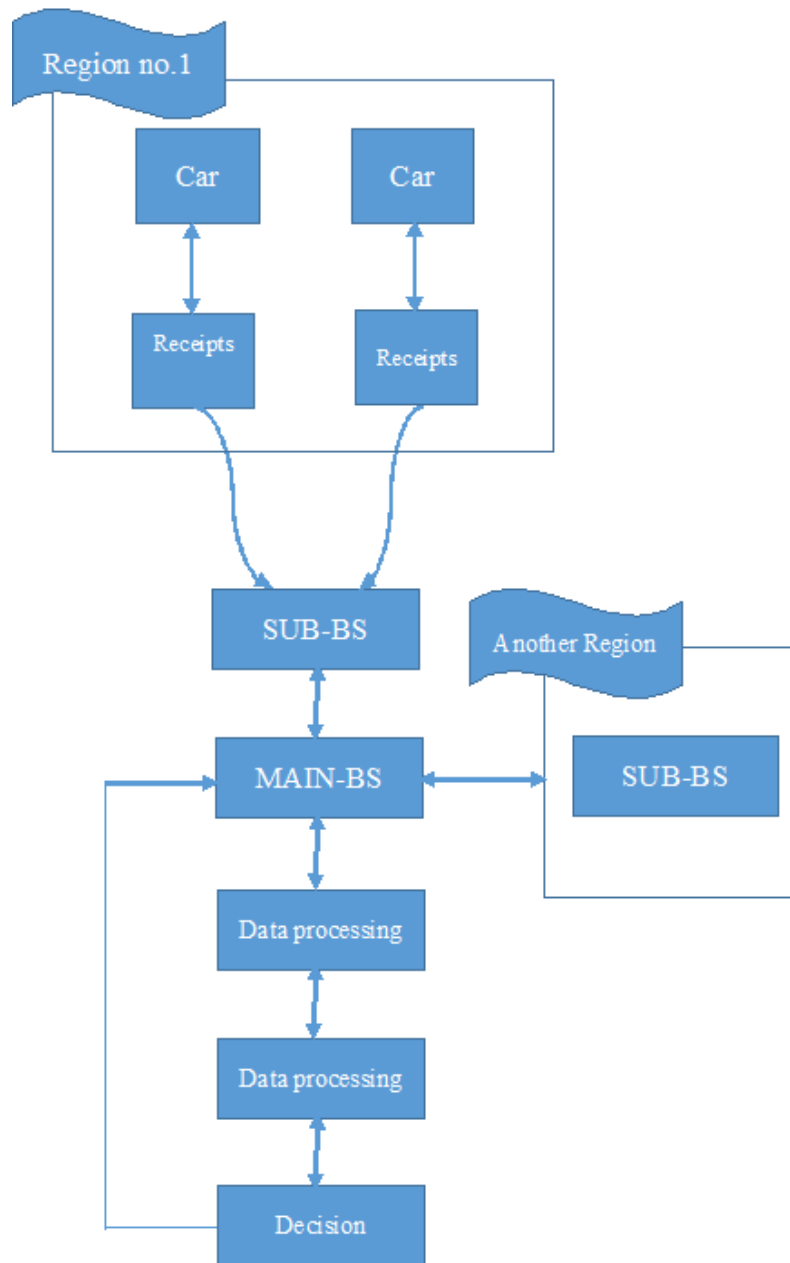 Region no.1
Car
Car
Receipts
Receipts
SUB-BS
Another Region
MAIN-BS
SUB-BS
Data processing
Data processing
Decision